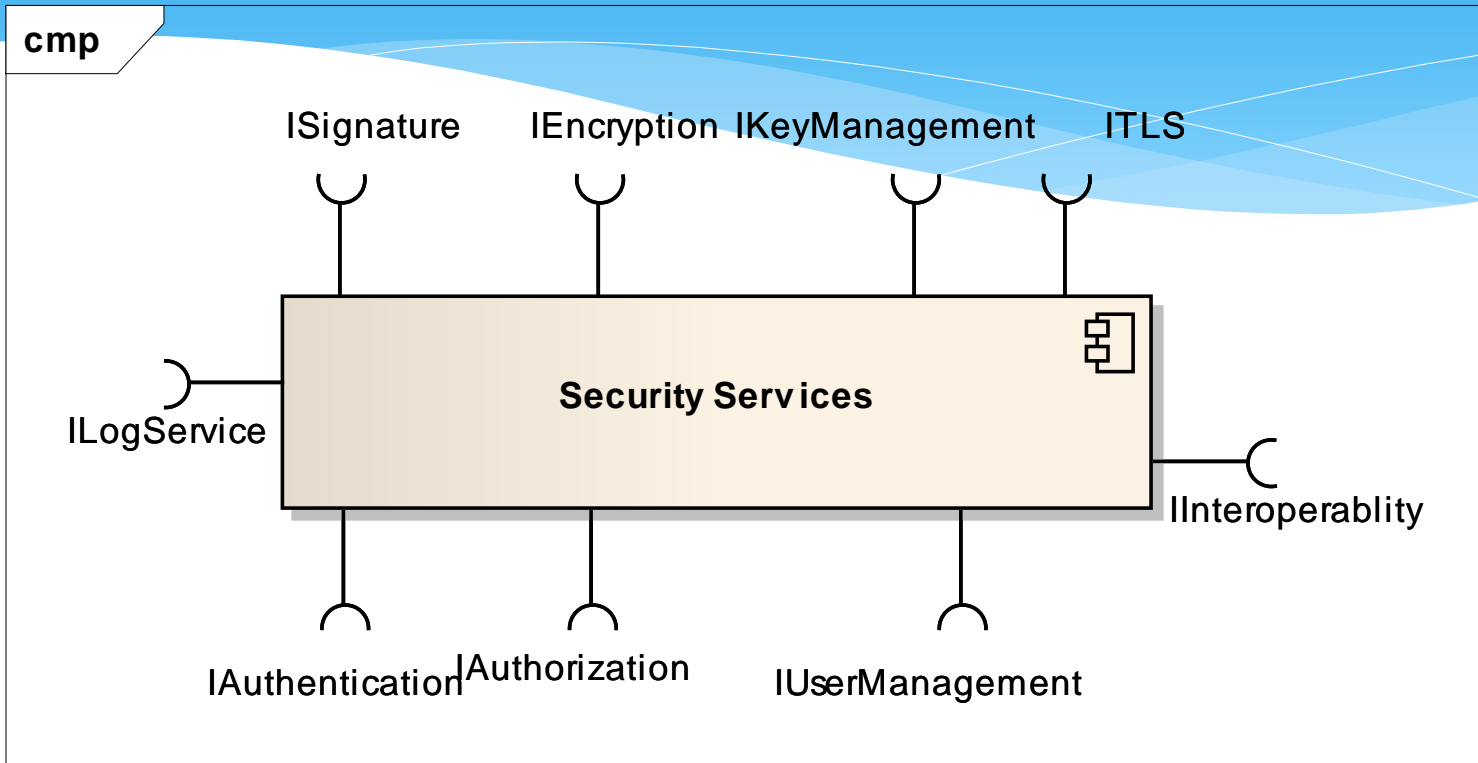 cmp
ISignature
IEncryption
IKeyManagement
ITLS
Security Services
ILogService
IInteroperablity
IAuthentication
IAuthorization
IUserManagement